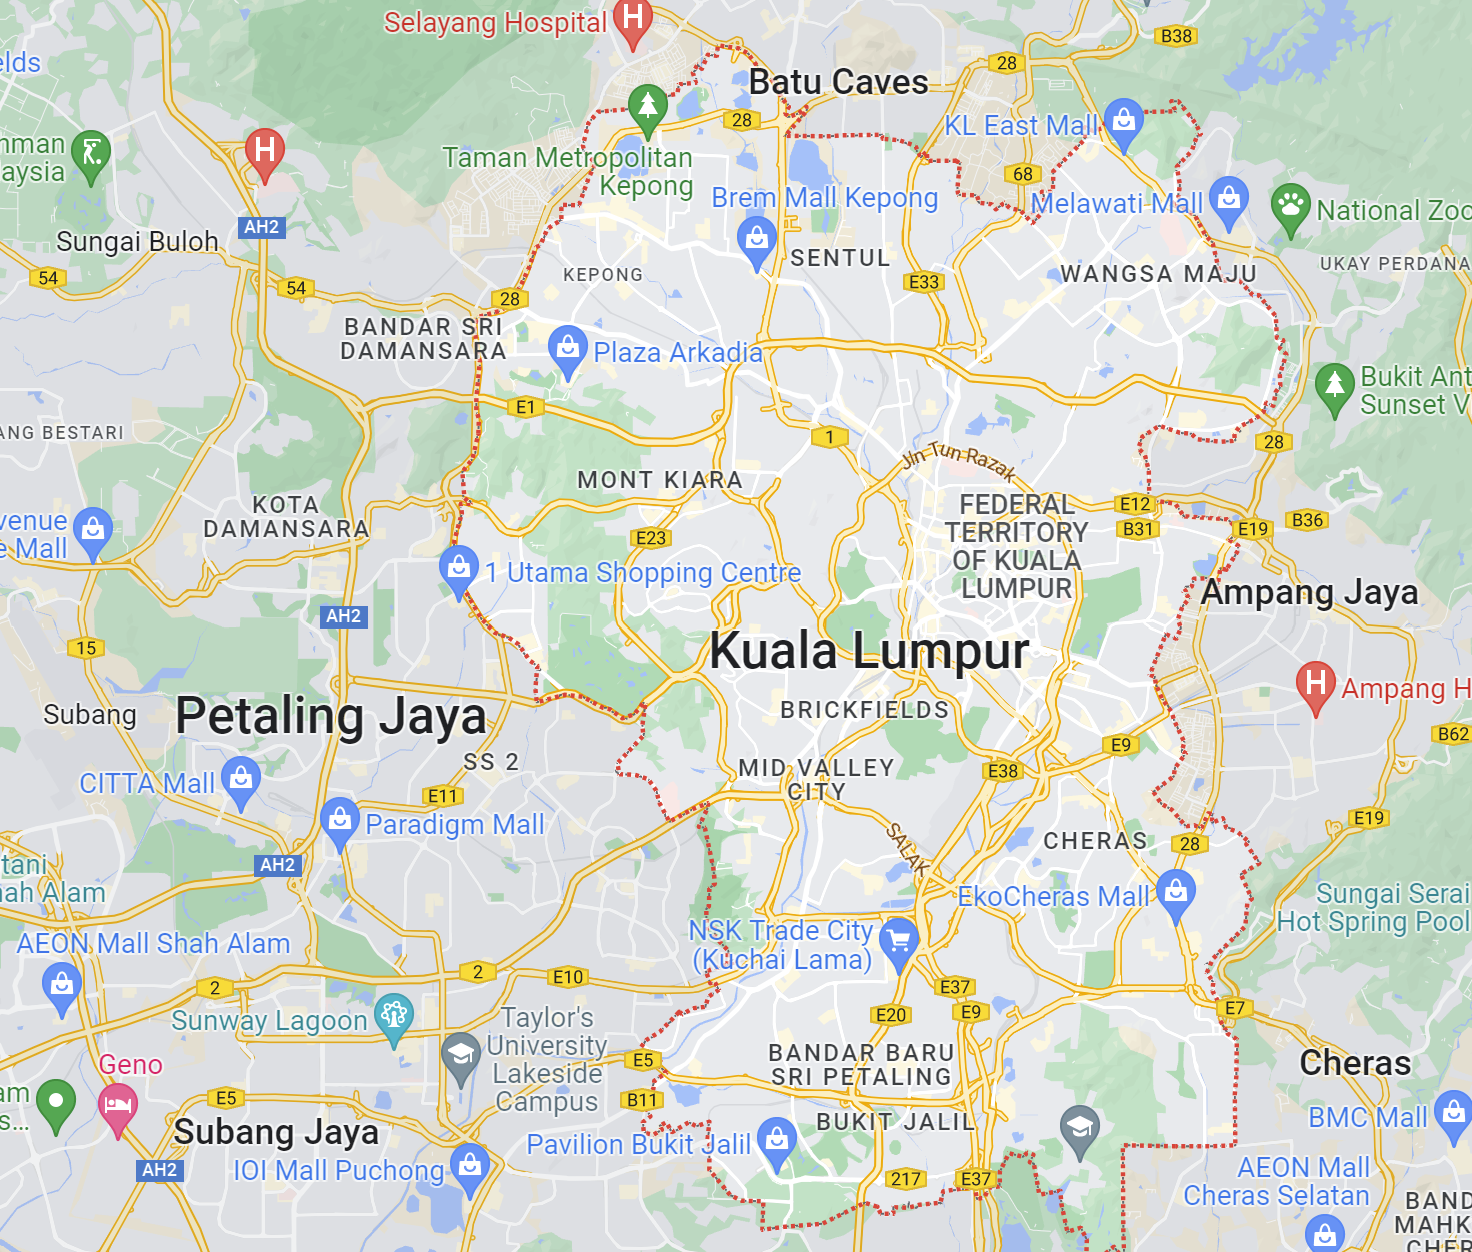 Selayang Hospital
B38
elds
28
Batu Caves
28
KL East Mall
nman
aysia
Taman Metropolitan
Kepong
68
Brem Mall Kepong
Melawati Mall
National Zoo
AH2
Sungai Buloh
SENTUL
KEPONG
WANGSA MAJU
UKAY PERDANA
54
54
28
E33
BANDAR SRI
DAMANSARA
Plaza Arkadia
Bukit Ant
Sunset V
E1
ANG BESTARI
1
28
Jln Tun Razak
MONT KIARA
KOTA
DAMANSARA
FEDERAL
TERRITORY
OF KUALA
LUMPUR
E12
B31
E19
B36
venue
e Mall
E23
1 Utama Shopping Centre
Ampang Jaya
AH2
15
Kuala Lumpur
Ampang H
Subang
Petaling Jaya
BRICKFIELDS
B62
E9
SS 2
MID VALLEY
CITY
E38
CITTA Mall
E11
Paradigm Mall
E19
SALAK
CHERAS
28
AH2
tani
ah Alam
EkoCheras Mall
Sungai Serai
Hot Spring Pool
AEON Mall Shah Alam
NSK Trade City
(Kuchai Lama)
2
2
E10
E37
E7
Sunway Lagoon
Taylor's
University
Lakeside
Campus
E20
E9
Geno
E5
BANDAR BARU
SRI PETALING
Cheras
am
s...
E5
B11
BUKIT JALIL
BMC Mall
Subang Jaya
Pavilion Bukit Jalil
AH2
IOI Mall Puchong
217
E37
AEON Mall
Cheras Selatan
BAND
MAHK
CHER